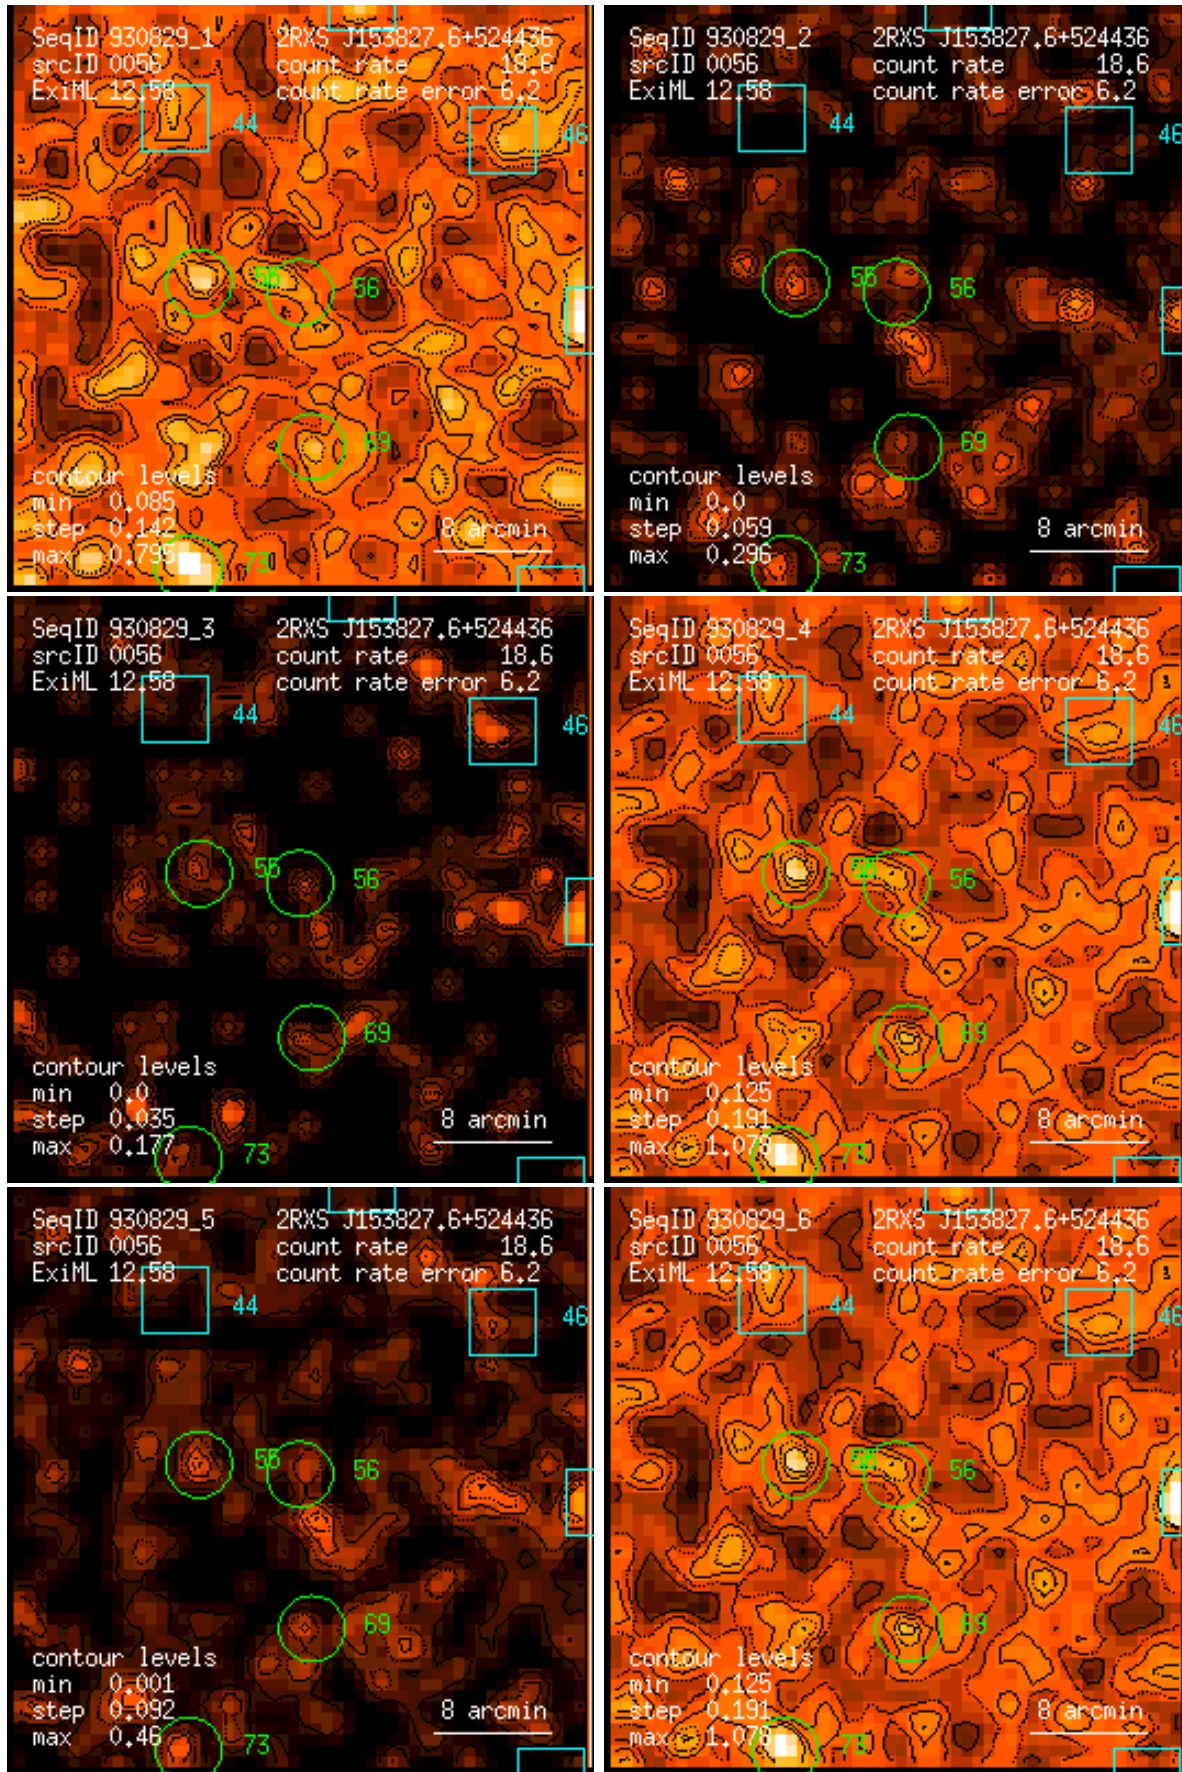 SeqID 930829_1 2RXS J153827.6+524436
srcID 0056 count rate 18.6
ExiML 12.58 count rate error 6.2
44
46
55 56
69
contour levels
min 0.085
step 0.142 8 arcmin
max 0.795 73
SeqID 930829_2 2RXS J153827.6+524436
srcID 0056 count rate 18.6
ExiML 12.58 count rate error 6.2
44
46
55 56
69
contour levels
min 0.0
step 0.059 8 arcmin
max 0.296 73
SeqID 930829_3 2RXS J153827.6+524436
srcID 0056 count rate 18.6
ExiML 12.58 count rate error 6.2
44
46
55 56
69
contour levels
min 0.0
step 0.035 8 arcmin
max 0.177 73
SeqID 930829_4 2RXS J153827.6+524436
srcID 0056 count rate 18.6
ExiML 12.58 count rate error 6.2
44
46
55 56
69
contour levels
min 0.125
step 0.191 8 arcmin
max 1.078 73
SeqID 930829_5 2RXS J153827.6+524436
srcID 0056 count rate 18.6
ExiML 12.58 count rate error 6.2
44
46
55 56
69
contour levels
min 0.001
step 0.092 8 arcmin
max 0.46 73
SeqID 930829_6 2RXS J153827.6+524436
srcID 0056 count rate 18.6
ExiML 12.58 count rate error 6.2
44
46
55 56
69
contour levels
min 0.125
step 0.191 8 arcmin
max 1.078 73